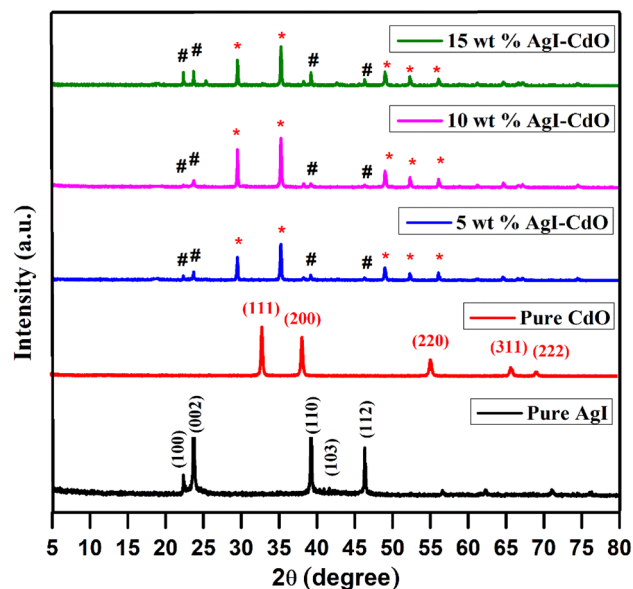 15 wt % AgI-CdO
# # * * # # * * *
10 wt % AgI-CdO
# # * * # # * * *
5 wt % AgI-CdO
# # * * # # * * *
Pure CdO
(111) (200) (220) (311) (222)
Pure AgI
(100) (002) (110) (103) (112)
Intensity (a.u.)
5 10 15 20 25 30 35 40 45 50 55 60 65 70 75 80
2θ (degree)